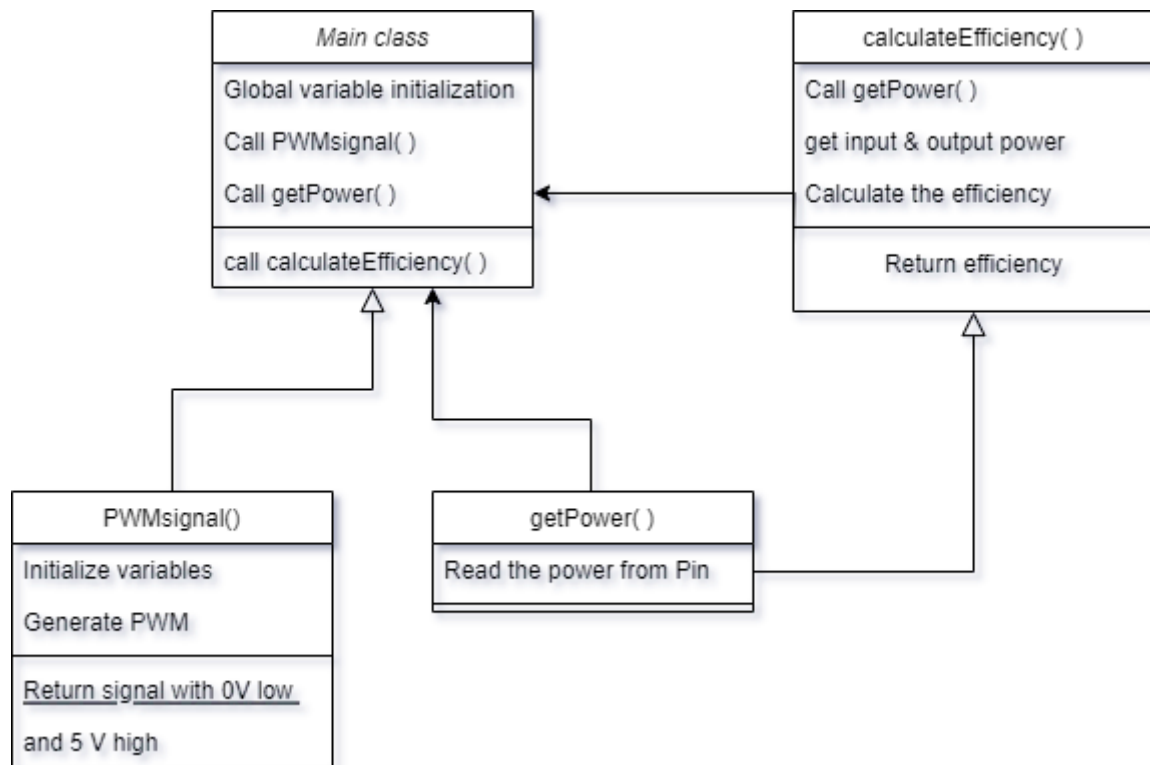 Main class
Global variable initialization
Call PWMsignal( )
Call getPower( )
call calculateEfficiency( )
calculateEfficiency( )
Call getPower( )
get input & output power
Calculate the efficiency
Return efficiency
PWMsignal()
Initialize variables
Generate PWM
Return signal with 0V low
and 5 V high
getPower( )
Read the power from Pin